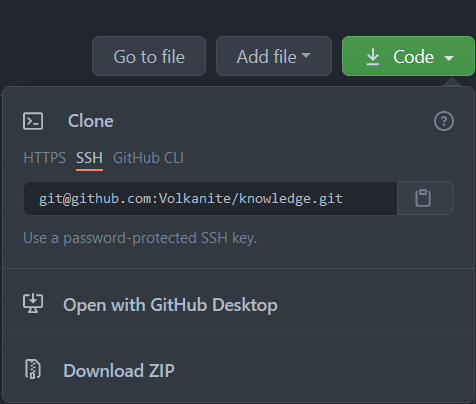 Go to file Add file Code
Clone
HTTPS SSH GitHub CLI
git@github.com:Volkanite/knowledge.git
Use a password-protected SSH key.
Open with GitHub Desktop
Download ZIP